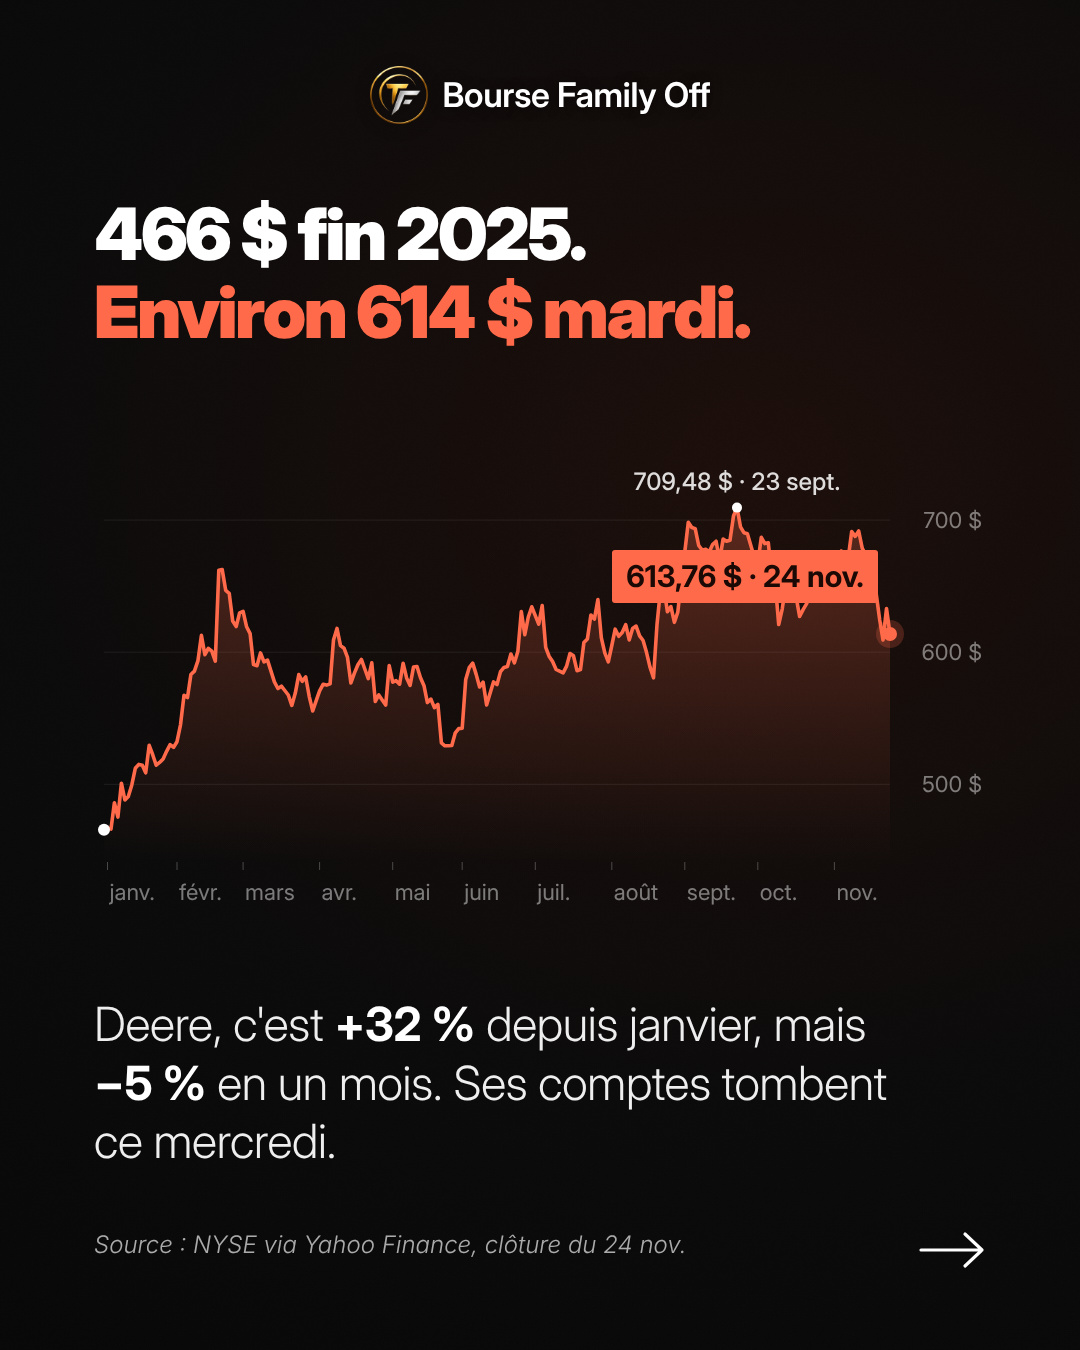 TF Bourse Family Off
466 $ fin 2025.
Environ 614 $ mardi.
709,48 $ · 23 sept.
700 $
613,76 $ · 24 nov.
600 $
500 $
janv. févr. mars avr. mai juin juil. août sept. oct. nov.
Deere, c'est +32 % depuis janvier, mais
−5 % en un mois. Ses comptes tombent
ce mercredi.
Source : NYSE via Yahoo Finance, clôture du 24 nov.